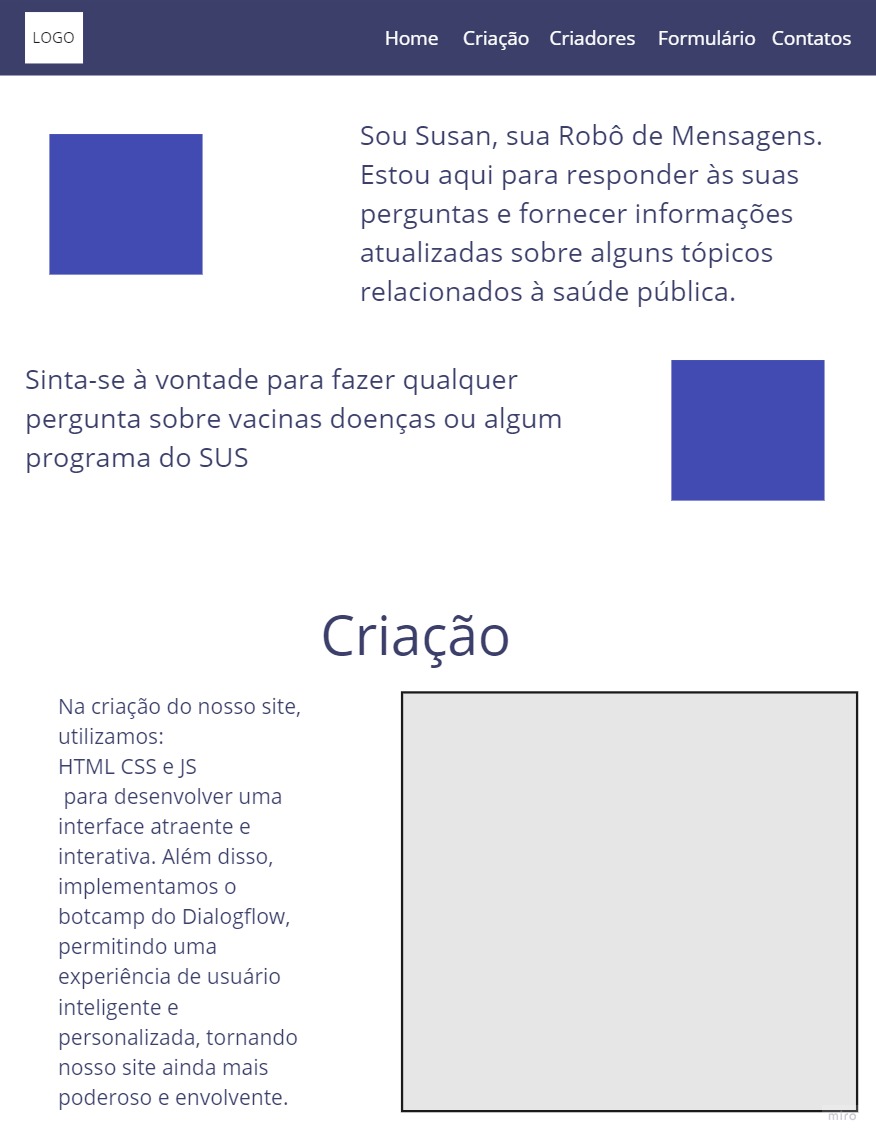 LOGO
Home Criação Criadores Formulário Contatos
Sou Susan, sua Robô de Mensagens.
Estou aqui para responder às suas
perguntas e fornecer informações
atualizadas sobre alguns tópicos
relacionados à saúde pública.
Sinta-se à vontade para fazer qualquer
pergunta sobre vacinas doenças ou algum
programa do SUS
Criação
Na criação do nosso site,
utilizamos:
HTML CSS e JS
para desenvolver uma
interface atraente e
interativa. Além disso,
implementamos o
botcamp do Dialogflow,
permitindo uma
experiência de usuário
inteligente e
personalizada, tornando
nosso site ainda mais
poderoso e envolvente.
miro